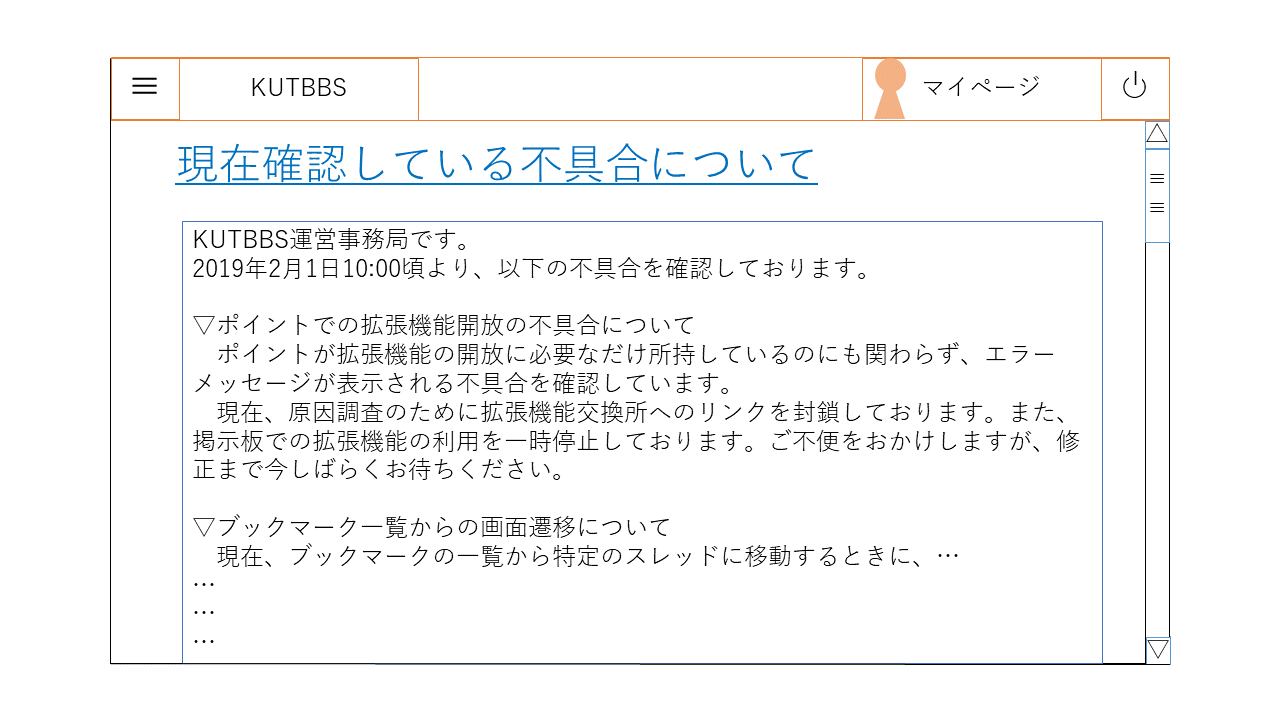 KUTBBS
マイページ
現在確認している不具合について
KUTBBS運営事務局です。
2019年2月1日10:00頃より、以下の不具合を確認しております。
▽ポイントでの拡張機能開放の不具合について
　ポイントが拡張機能の開放に必要なだけ所持しているのにも関わらず、エラー
メッセージが表示される不具合を確認しています。
　現在、原因調査のために拡張機能交換所へのリンクを封鎖しております。また、
掲示板での拡張機能の利用を一時停止しております。ご不便をおかけしますが、修
正まで今しばらくお待ちください。
▽ブックマーク一覧からの画面遷移について
　現在、ブックマークの一覧から特定のスレッドに移動するときに、…
…
…
…